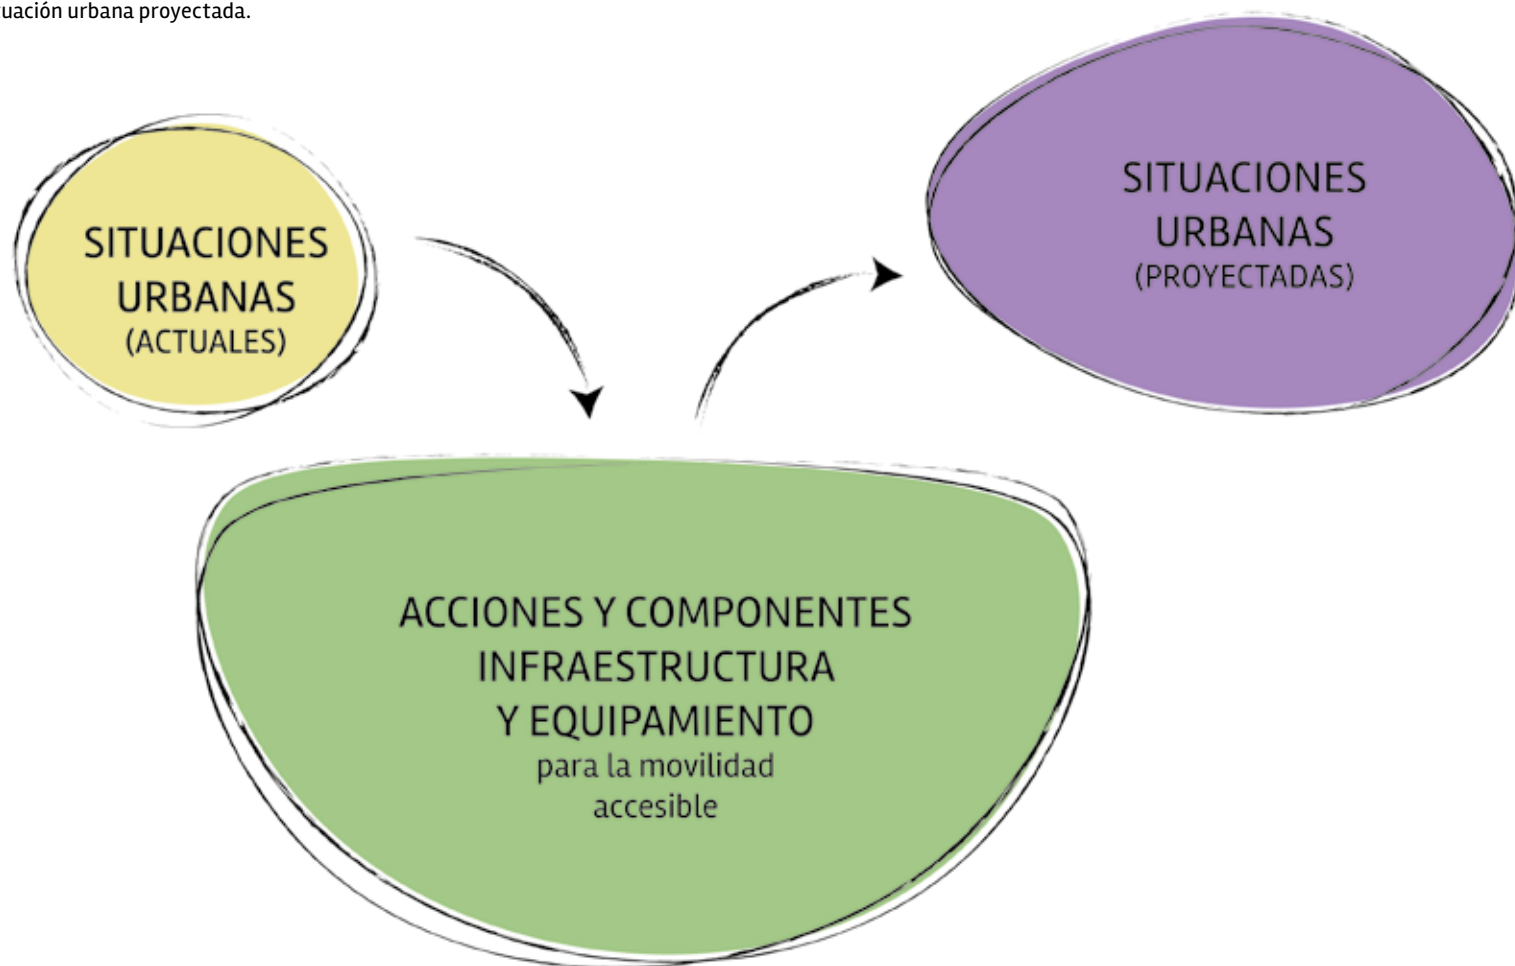 uación urbana proyectada.
SITUACIONES
URBANAS
(ACTUALES)
SITUACIONES
URBANAS
(PROYECTADAS)
ACCIONES Y COMPONENTES
INFRAESTRUCTURA
Y EQUIPAMIENTO
para la movilidad
accesible